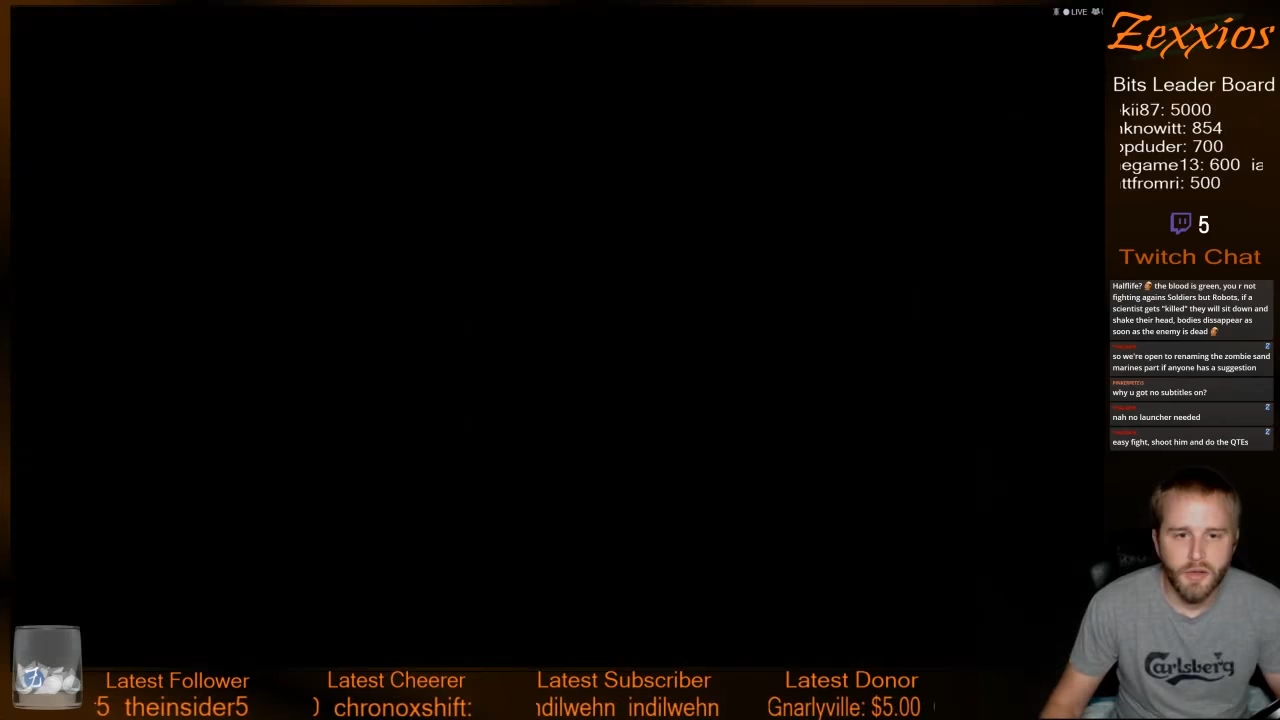 LIVE
Zexxios
Bits Leader Board
kii87: 5000
knowitt: 854
opduder: 700
egame13: 600 ia
ttfromri: 500
5
Twitch Chat
Halflife? the blood is green, you r not
fighting agains Soldiers but Robots, if a
scientist gets "killed" they will sit down and
shake their head, bodies dissappear as
soon as the enemy is dead
so we're open to renaming the zombie sand
marines part if anyone has a suggestion
why u got no subtitles on?
nah no launcher needed
easy fight, shoot him and do the QTEs
Carlsberg
Latest Follower
5 theinsider5
Latest Cheerer
chronoxshift:
Latest Subscriber
ndilwehn indilwehn
Latest Donor
Gnarlyville: $5.00